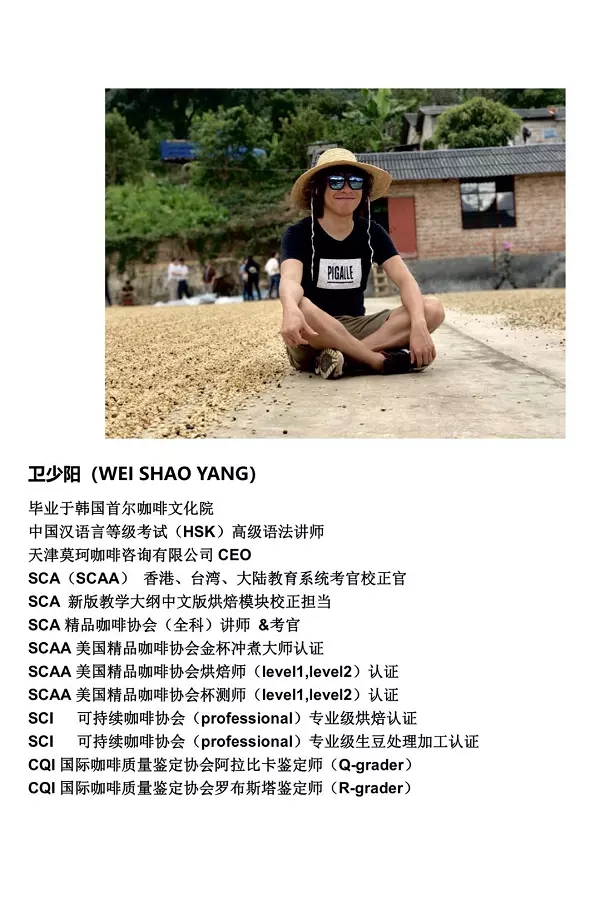 PIGALLE
卫少阳（WEI SHAO YANG）
毕业于韩国首尔咖啡文化院
中国汉语言等级考试（HSK）高级语法讲师
天津莫珂咖啡咨询有限公司 CEO
SCA（SCAA） 香港、台湾、大陆教育系统考官校正官
SCA 新版教学大纲中文版烘焙模块校正担当
SCA 精品咖啡协会（全科）讲师 &考官
SCAA 美国精品咖啡协会金杯冲煮大师认证
SCAA 美国精品咖啡协会烘焙师（level1,level2）认证
SCAA 美国精品咖啡协会杯测师（level1,level2）认证
SCI 可持续咖啡协会（professional）专业级烘焙认证
SCI 可持续咖啡协会（professional）专业级生豆处理加工认证
CQI 国际咖啡质量鉴定协会阿拉比卡鉴定师（Q-grader）
CQI 国际咖啡质量鉴定协会罗布斯塔鉴定师（R-grader）